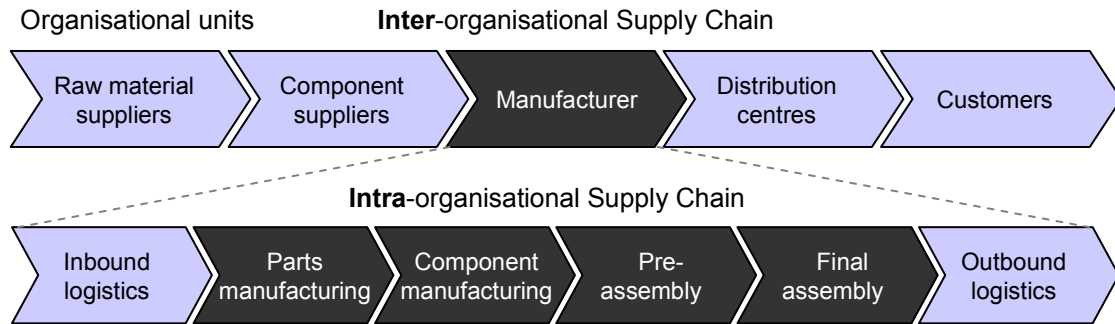 Organisational units
Inter-organisational Supply Chain
Raw material
suppliers
Component
suppliers
Manufacturer
Distribution
centres
Customers
Intra-organisational Supply Chain
Inbound
logistics
Parts
manufacturing
Component
manufacturing
Pre-
assembly
Final
assembly
Outbound
logistics